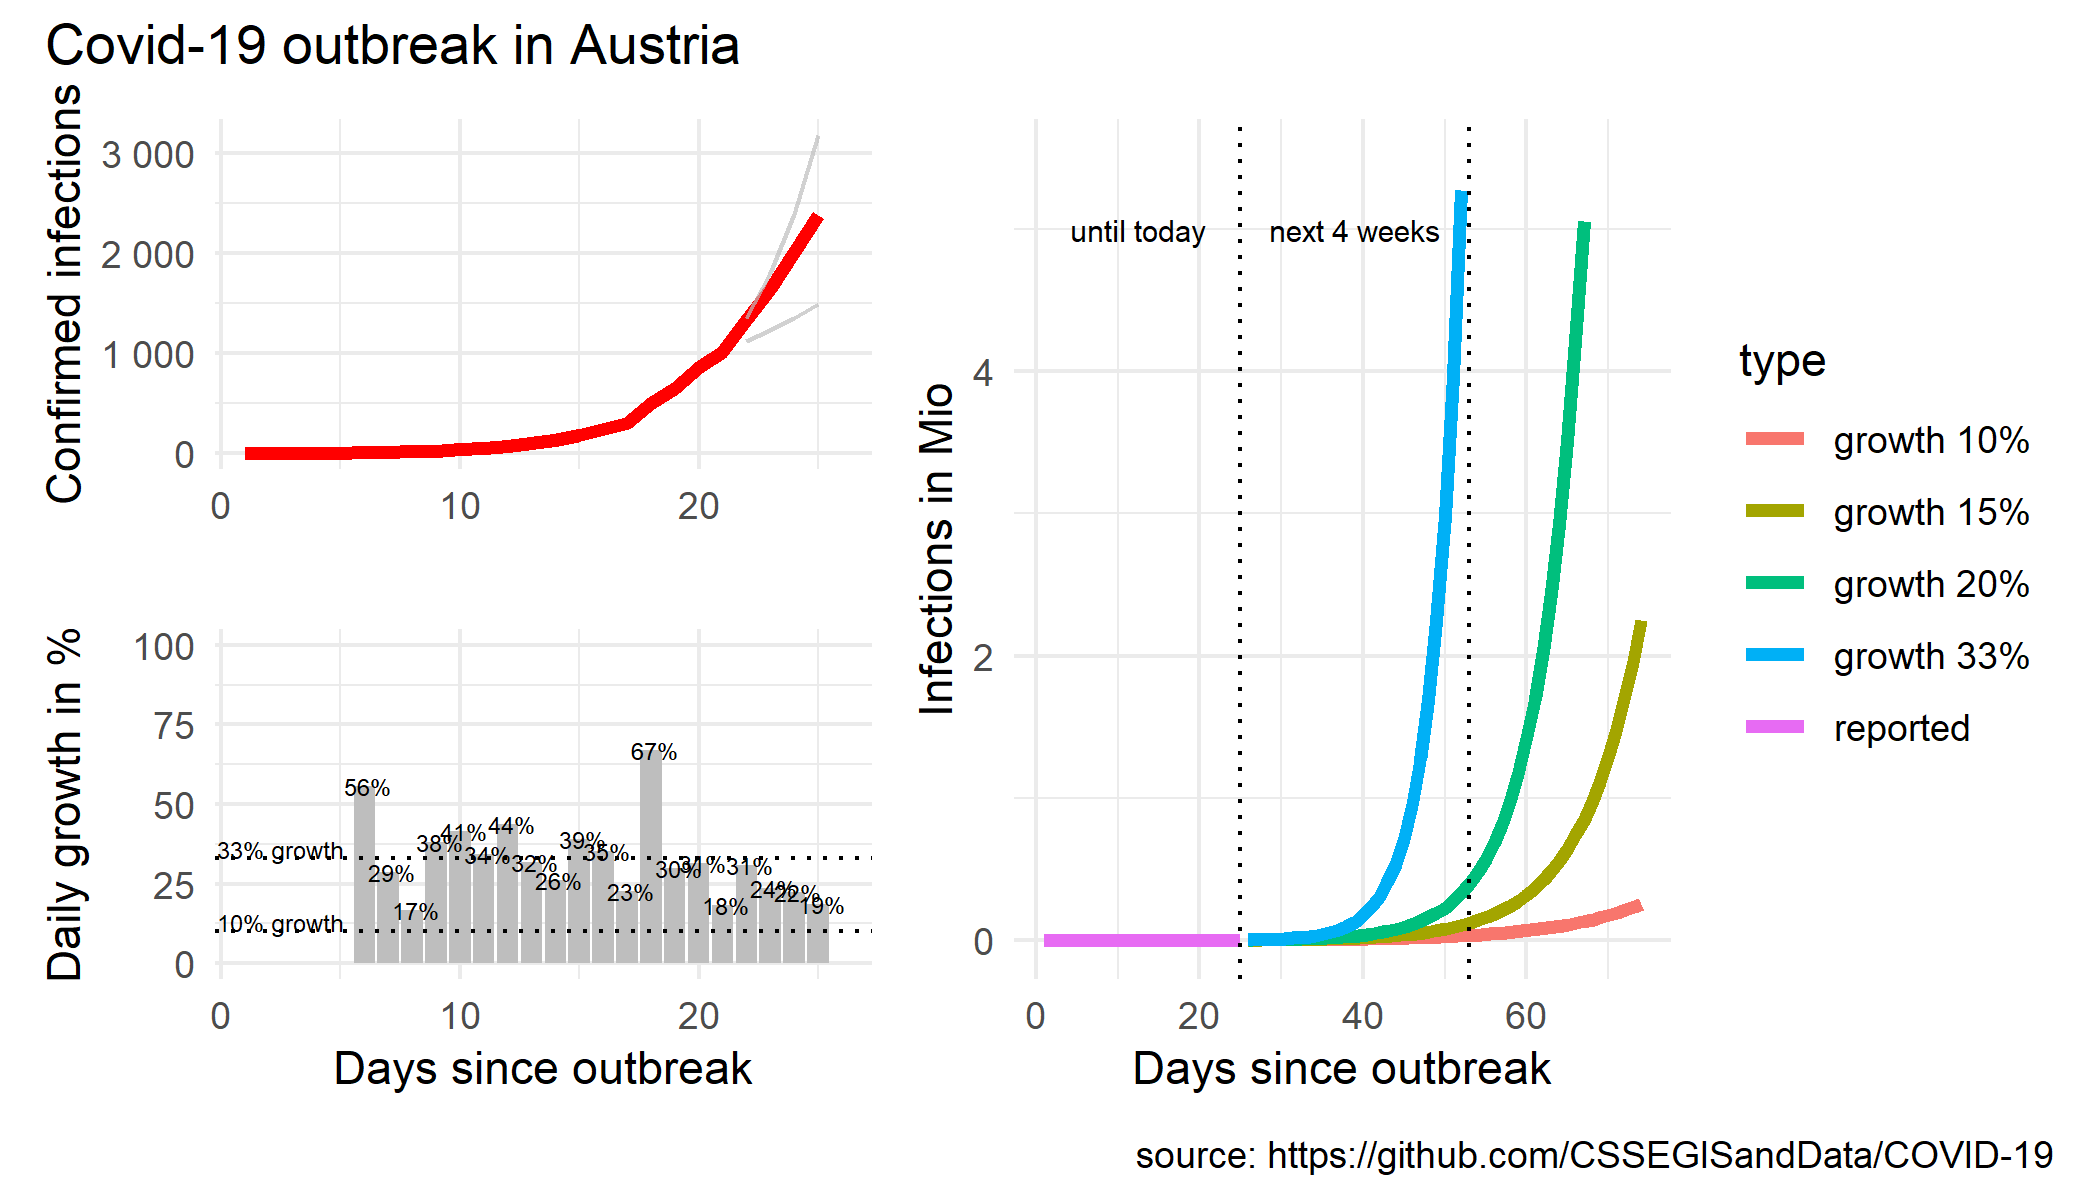 Covid-19 outbreak in Austria
Confirmed infections
3 000
2 000
1 000
0
0 10 20
Daily growth in %
100
75
50
25
0
33% growth
10% growth
56%
29%
17%
38%
41%
34%
44%
32%
26%
39%
35%
23%
67%
30%
31%
18%
31%
24%
22%
19%
0 10 20
Days since outbreak
Infections in Mio
4
2
0
until today
next 4 weeks
0 20 40 60
Days since outbreak
type
growth 10%
growth 15%
growth 20%
growth 33%
reported
source: https://github.com/CSSEGISandData/COVID-19